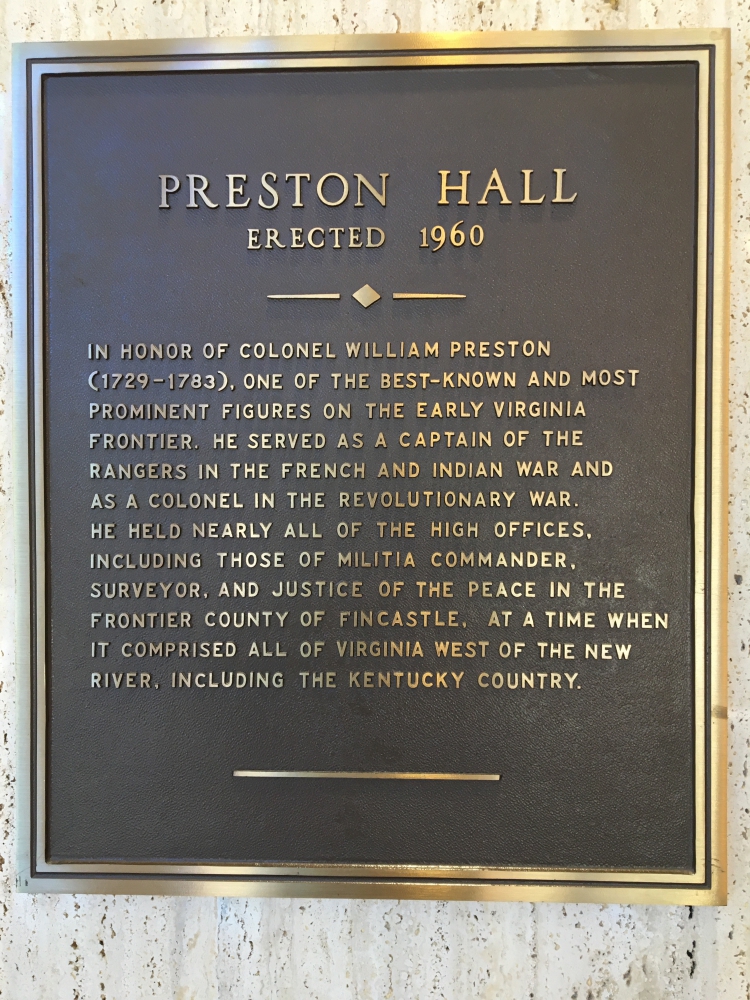 PRESTON HALL
ERECTED 1960
IN HONOR OF COLONEL WILLIAM PRESTON
(1729-1783), ONE OF THE BEST-KNOWN AND MOST
PROMINENT FIGURES ON THE EARLY VIRGINIA
FRONTIER. HE SERVED AS A CAPTAIN OF THE
RANGERS IN THE FRENCH AND INDIAN WAR AND
AS A COLONEL IN THE REVOLUTIONARY WAR.
HE HELD NEARLY ALL OF THE HIGH OFFICES,
INCLUDING THOSE OF MILITIA COMMANDER,
SURVEYOR, AND JUSTICE OF THE PEACE IN THE
FRONTIER COUNTY OF FINCASTLE, AT A TIME WHEN
IT COMPRISED ALL OF VIRGINIA WEST OF THE NEW
RIVER, INCLUDING THE KENTUCKY COUNTRY.